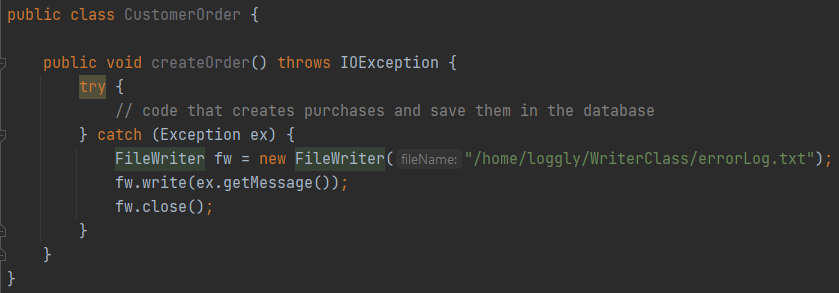 public class CustomerOrder {
public void createOrder() throws IOException {
try {
// code that creates purchases and save them in the database
} catch (Exception ex) {
FileWriter fw = new FileWriter( fileName: "/home/loggly/WriterClass/errorLog.txt");
fw.write(ex.getMessage());
fw.close();
}
}
}